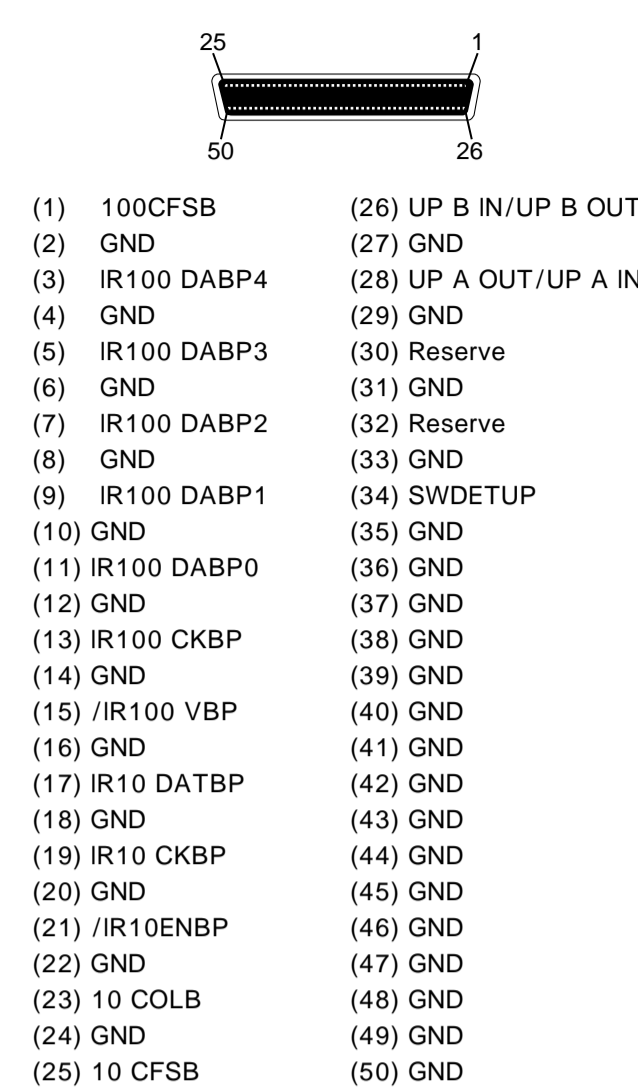 25 1
50 26
(1) 100CFSB (26) UP B IN/UP B OUT
(2) GND (27) GND
(3) IR100 DABP4 (28) UP A OUT/UP A IN
(4) GND (29) GND
(5) IR100 DABP3 (30) Reserve
(6) GND (31) GND
(7) IR100 DABP2 (32) Reserve
(8) GND (33) GND
(9) IR100 DABP1 (34) SWDETUP
(10) GND (35) GND
(11) IR100 DABP0 (36) GND
(12) GND (37) GND
(13) IR100 CKBP (38) GND
(14) GND (39) GND
(15) /IR100 VBP (40) GND
(16) GND (41) GND
(17) IR10 DATBP (42) GND
(18) GND (43) GND
(19) IR10 CKBP (44) GND
(20) GND (45) GND
(21) /IR10ENBP (46) GND
(22) GND (47) GND
(23) 10 COLB (48) GND
(24) GND (49) GND
(25) 10 CFSB (50) GND